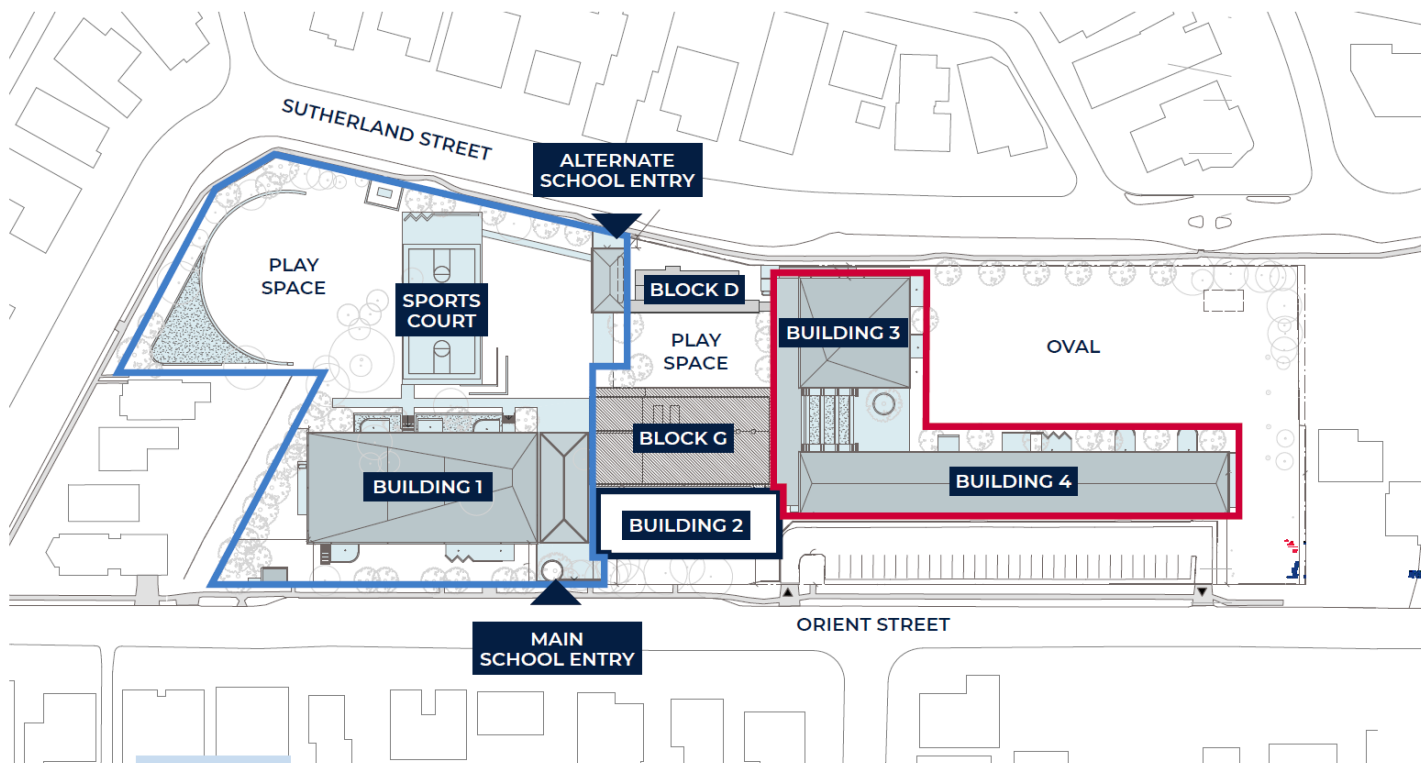 SUTHERLAND STREET
ALTERNATE
SCHOOL ENTRY
PLAY
SPACE
SPORTS
COURT
BLOCK D
PLAY
SPACE
BUILDING 3
OVAL
BLOCK G
BUILDING 1
BUILDING 4
BUILDING 2
ORIENT STREET
MAIN
SCHOOL ENTRY